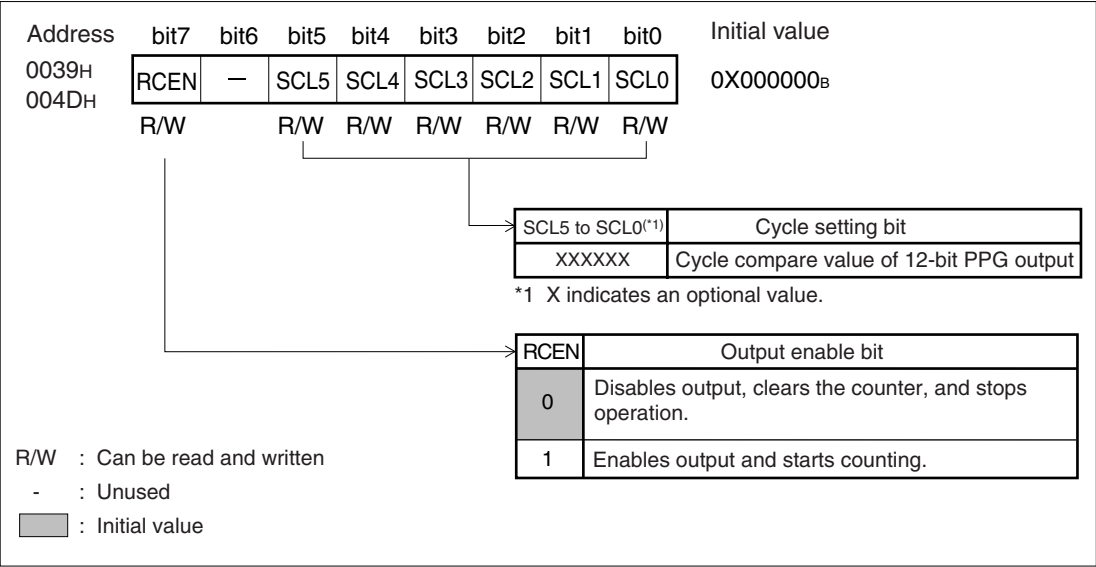 Address bit7 bit6 bit5 bit4 bit3 bit2 bit1 bit0 Initial value
0039H
004DH
RCEN – SCL5 SCL4 SCL3 SCL2 SCL1 SCL0 0X000000B
R/W R/W R/W R/W R/W R/W R/W
SCL5 to SCL0(*1) Cycle setting bit
XXXXXX Cycle compare value of 12-bit PPG output
*1 X indicates an optional value.
RCEN Output enable bit
0 Disables output, clears the counter, and stops
operation.
1 Enables output and starts counting.
R/W : Can be read and written
- : Unused
: Initial value